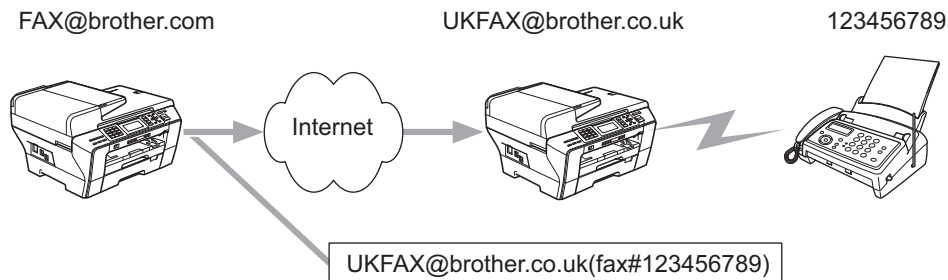 FAX@brother.com UKFAX@brother.co.uk 123456789
Internet
UKFAX@brother.co.uk(fax#123456789)